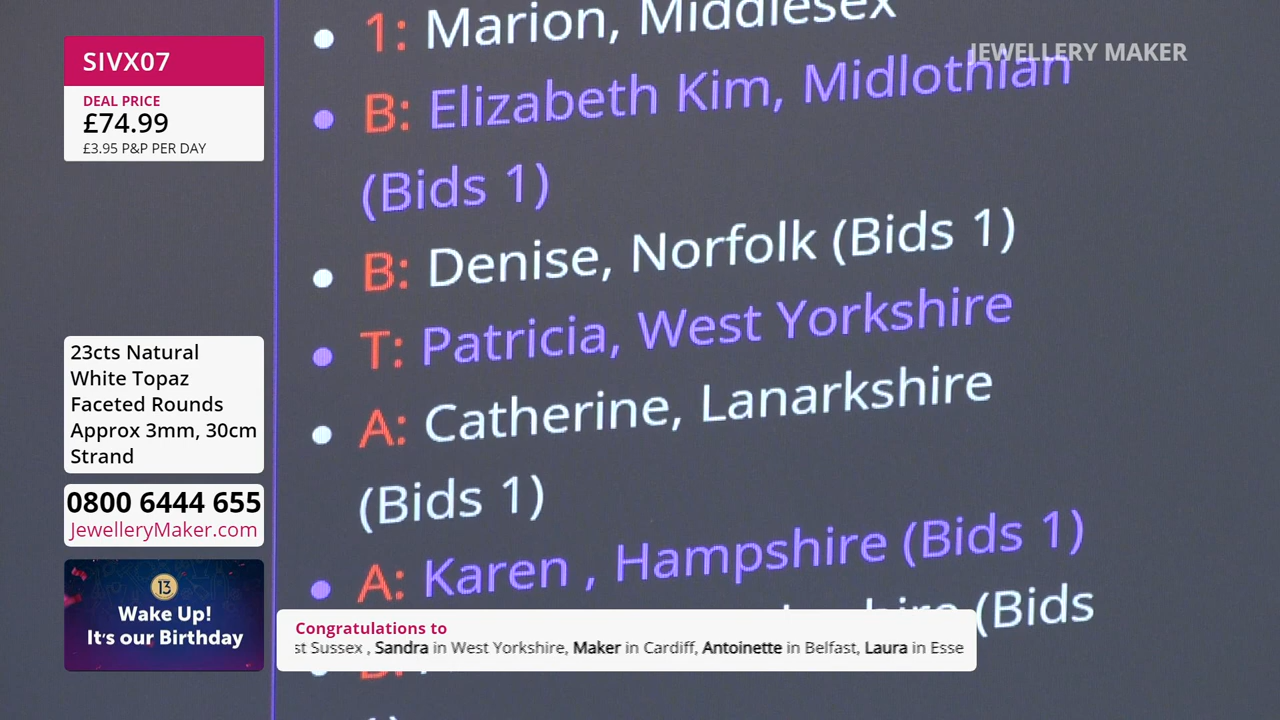 SIVX07
DEAL PRICE
£74.99
£3.95 P&P PER DAY
23cts Natural
White Topaz
Faceted Rounds
Approx 3mm, 30cm
Strand
0800 6444 655
JewelleryMaker.com
13
Wake Up!
It's our Birthday
JEWELLERY MAKER
1: Marion, Middlesex
B: Elizabeth Kim, Midlothian
(Bids 1)
B: Denise, Norfolk (Bids 1)
T: Patricia, West Yorkshire
A: Catherine, Lanarkshire
(Bids 1)
A: Karen , Hampshire (Bids 1)
(Bids
Congratulations to
st Sussex , Sandra in West Yorkshire, Maker in Cardiff, Antoinette in Belfast, Laura in Esse